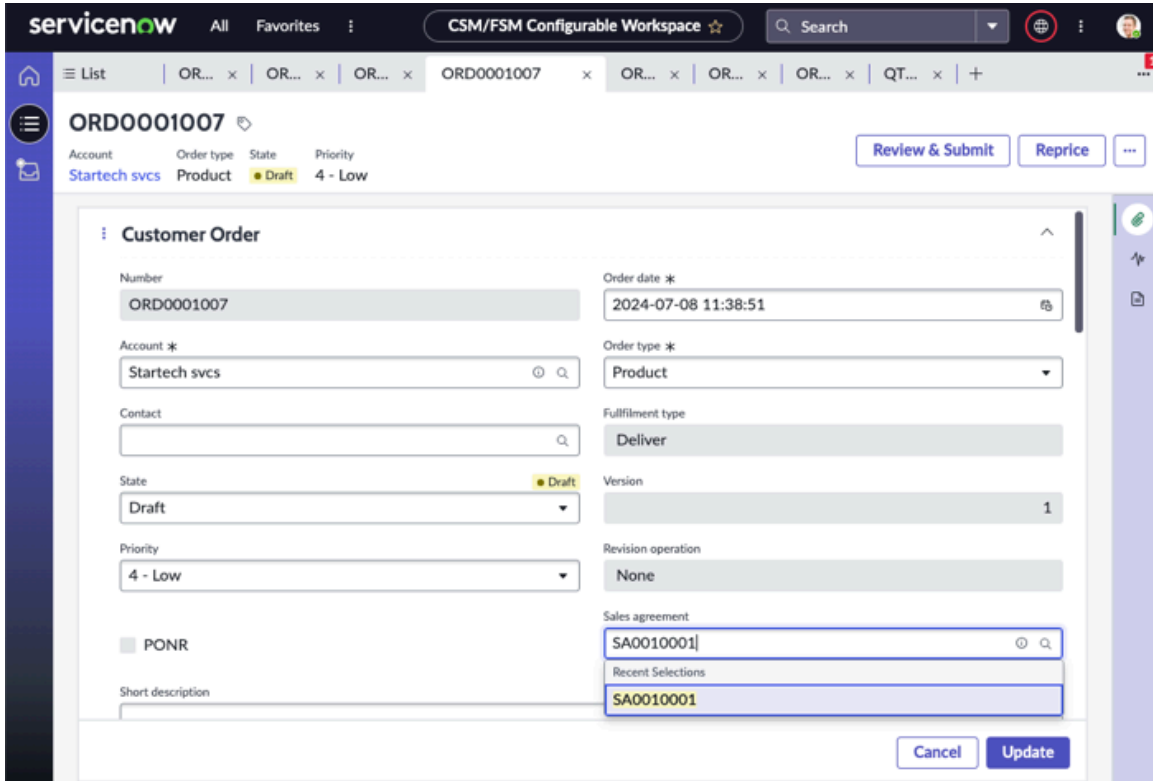 servicenow All Favorites CSM/FSM Configurable Workspace Search
List OR... OR... OR... ORD0001007 OR... OR... OR... QT...
ORD0001007
Account Order type State Priority
Startech svcs Product Draft 4 - Low
Review & Submit Reprice
Customer Order
Number
ORD0001007
Order date *
2024-07-08 11:38:51
Account *
Startech svcs
Order type *
Product
Contact
Fullfilment type
Deliver
State
Draft
Draft
Version
1
Priority
4 - Low
Revision operation
None
PONR
Sales agreement
SA0010001
Recent Selections
SA0010001
Short description
Cancel Update